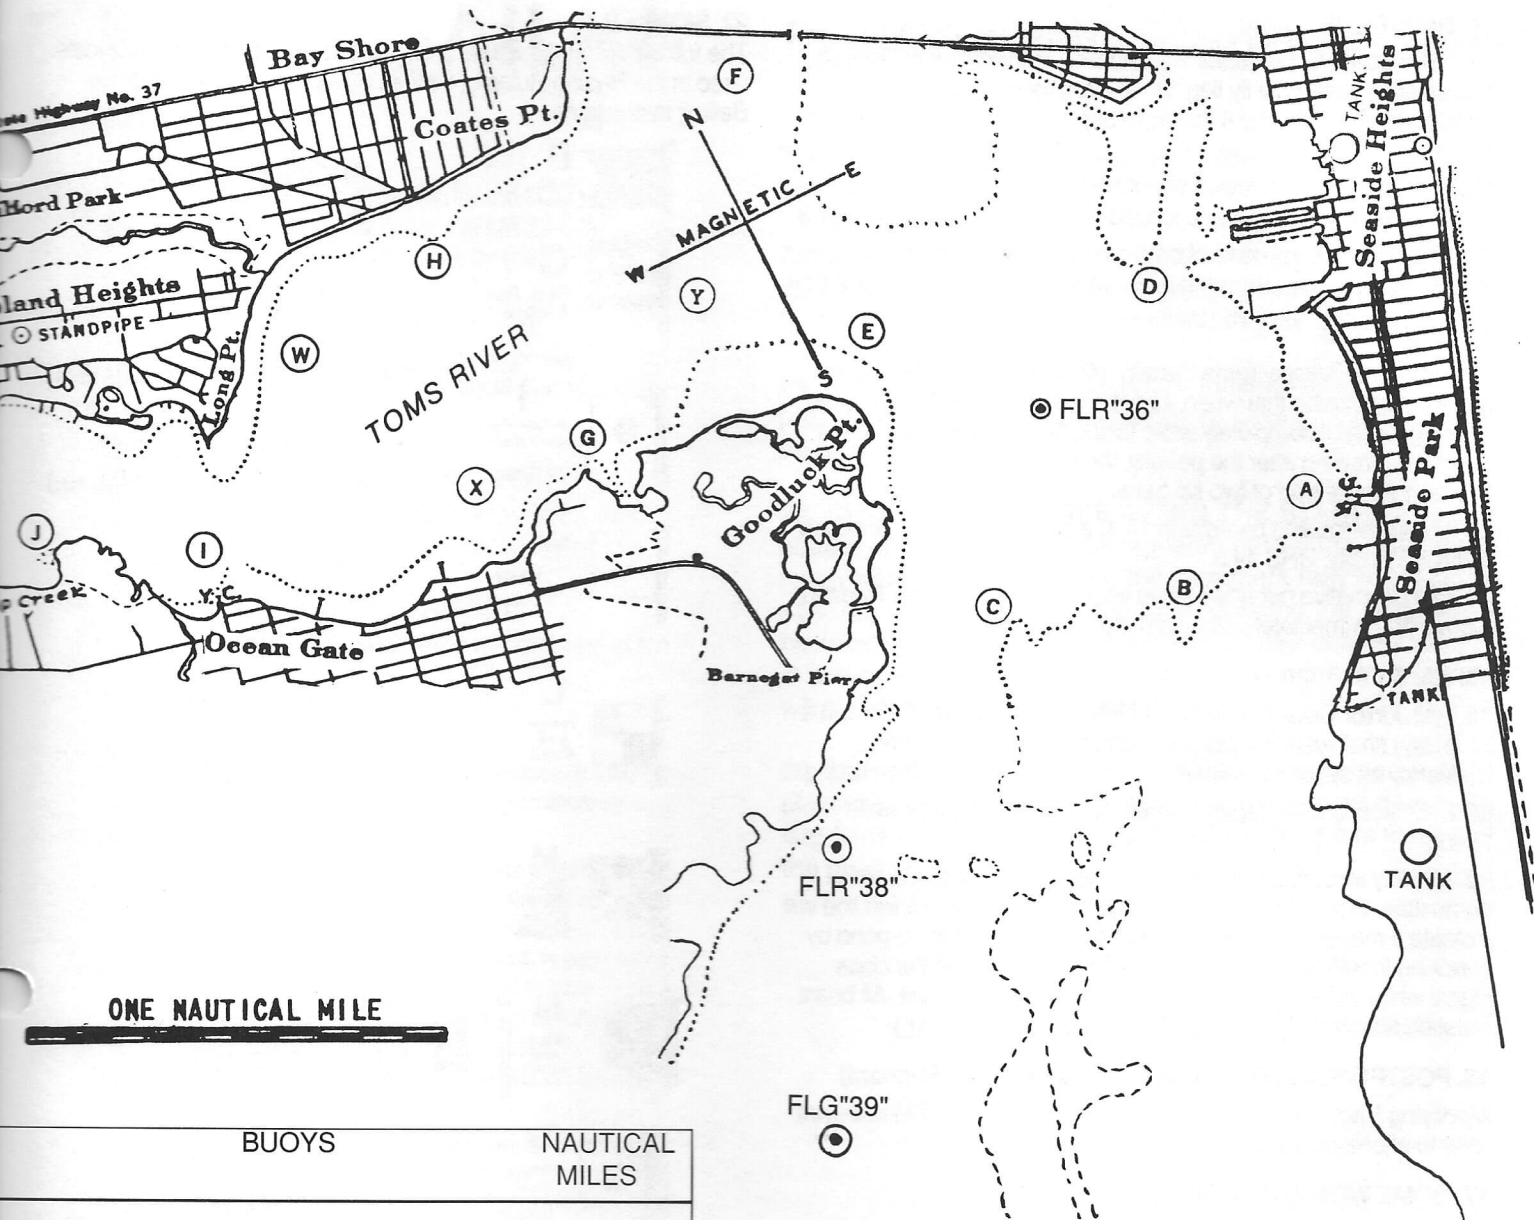 Bay Shore
Highway No. 37
Coates Pt.
F
N
E
MAGNETIC
W
TANK
Seaside Heights
Park
H
Y
D
Heights
STANDPIPE
W
Long Pt.
TOMS RIVER
E
S
FLR"36"
G
Goodluck Pt.
X
A
Y.C.
Seaside Park
J
I
Y.C.
Creek
C
B
Ocean Gate
Barnegat Pier
TANK
FLR"38"
TANK
ONE NAUTICAL MILE
FLG"39"
BUOYS
NAUTICAL
MILES